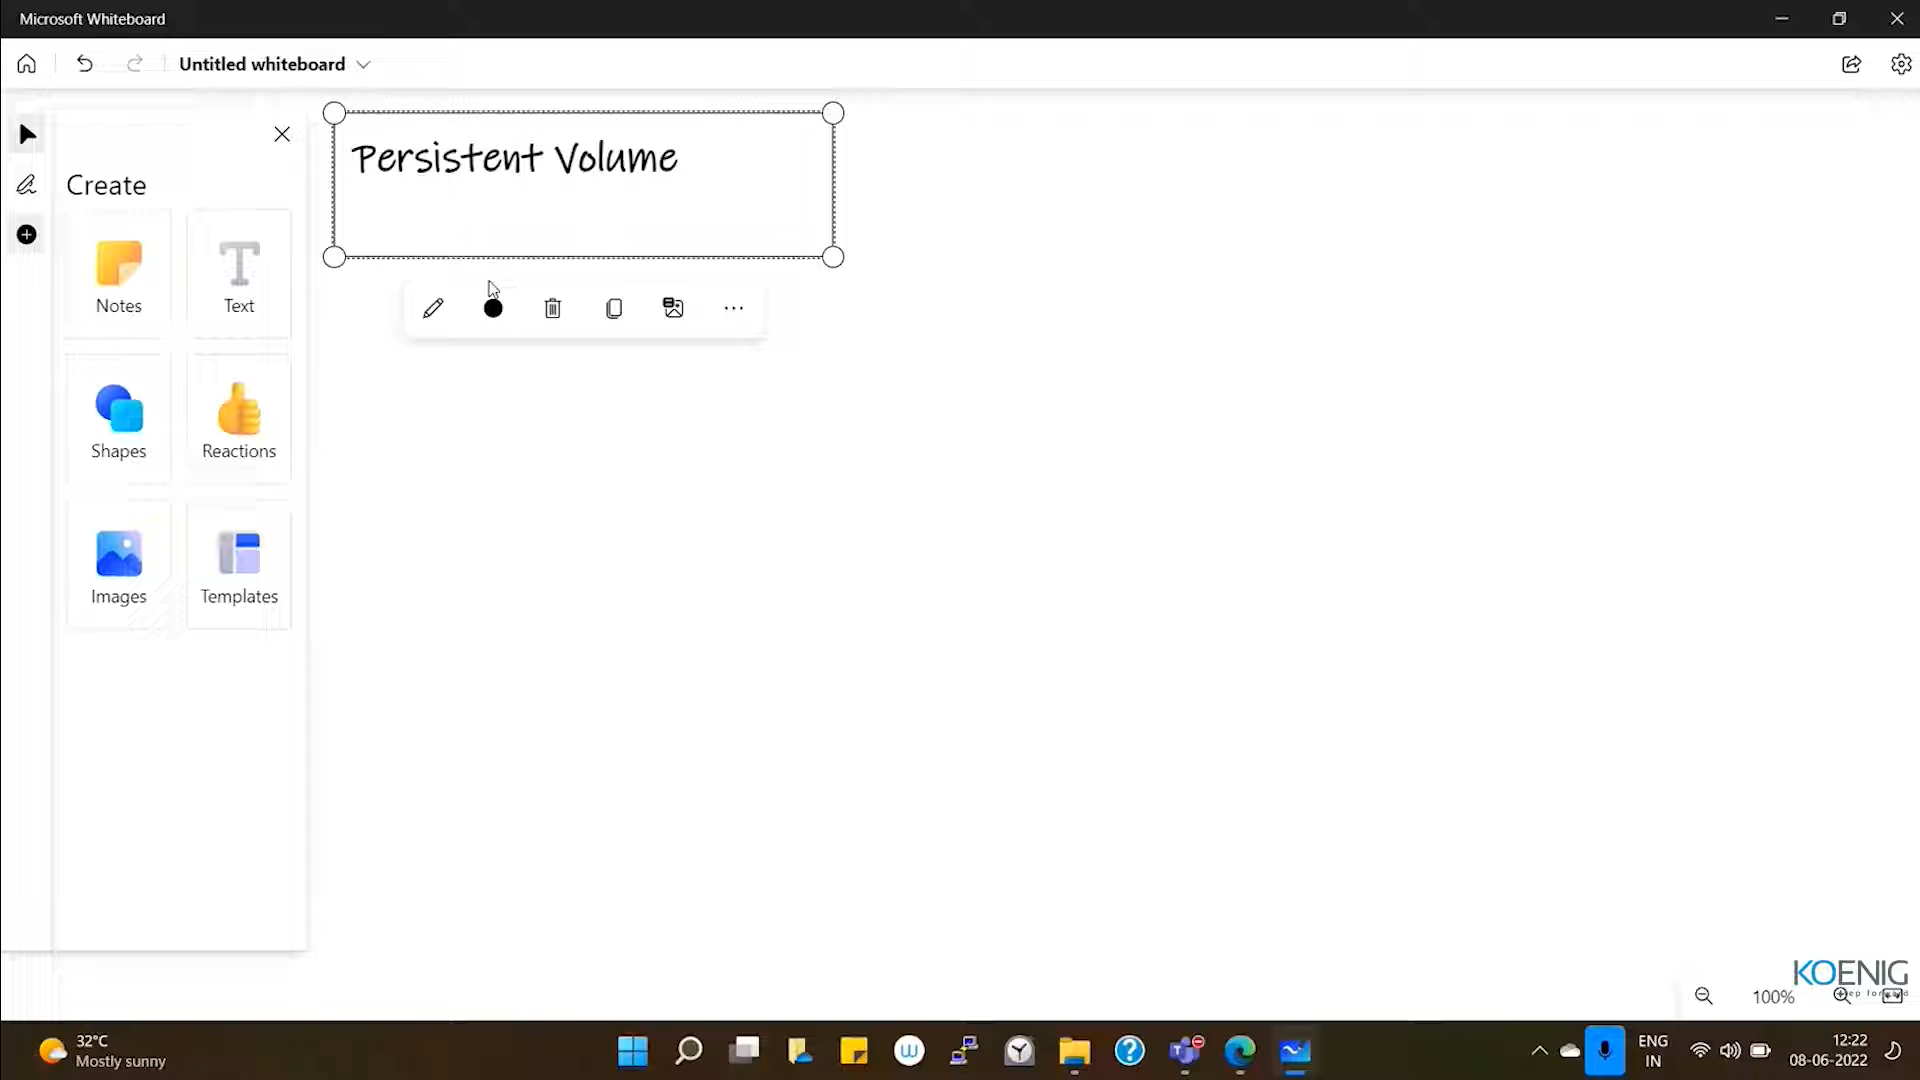 Microsoft Whiteboard
Untitled whiteboard
Create
Persistent Volume
Notes
Text
Shapes
Reactions
Images
Templates
KOENIG
100%
32°C
Mostly sunny
ENG
IN
12:22
08-06-2022